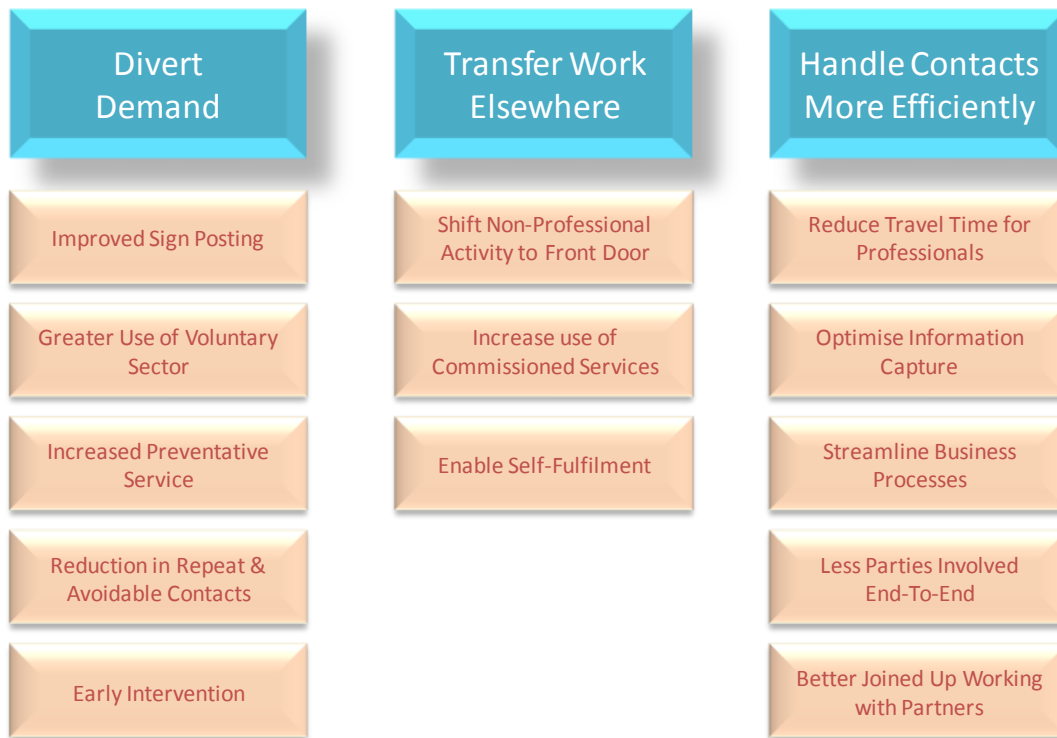 Divert
Demand
Improved Sign Posting
Greater Use of Voluntary
Sector
Increased Preventative
Service
Reduction in Repeat &
Avoidable Contacts
Early Intervention
Transfer Work
Elsewhere
Shift Non-Professional
Activity to Front Door
Increase use of
Commissioned Services
Enable Self-Fulfilment
Handle Contacts
More Efficiently
Reduce Travel Time for
Professionals
Optimise Information
Capture
Streamline Business
Processes
Less Parties Involved
End-To-End
Better Joined Up Working
with Partners